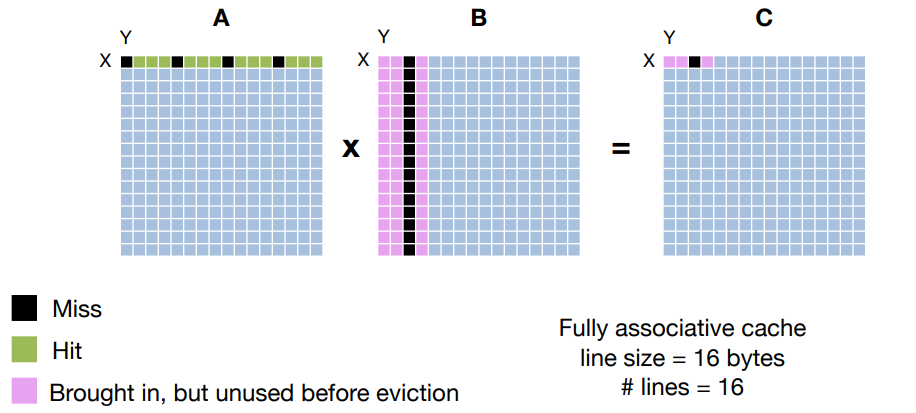 A
B
C
Y
Y
Y
X
X
X
x
=
Miss
Hit
Brought in, but unused before eviction
Fully associative cache
line size = 16 bytes
# lines = 16